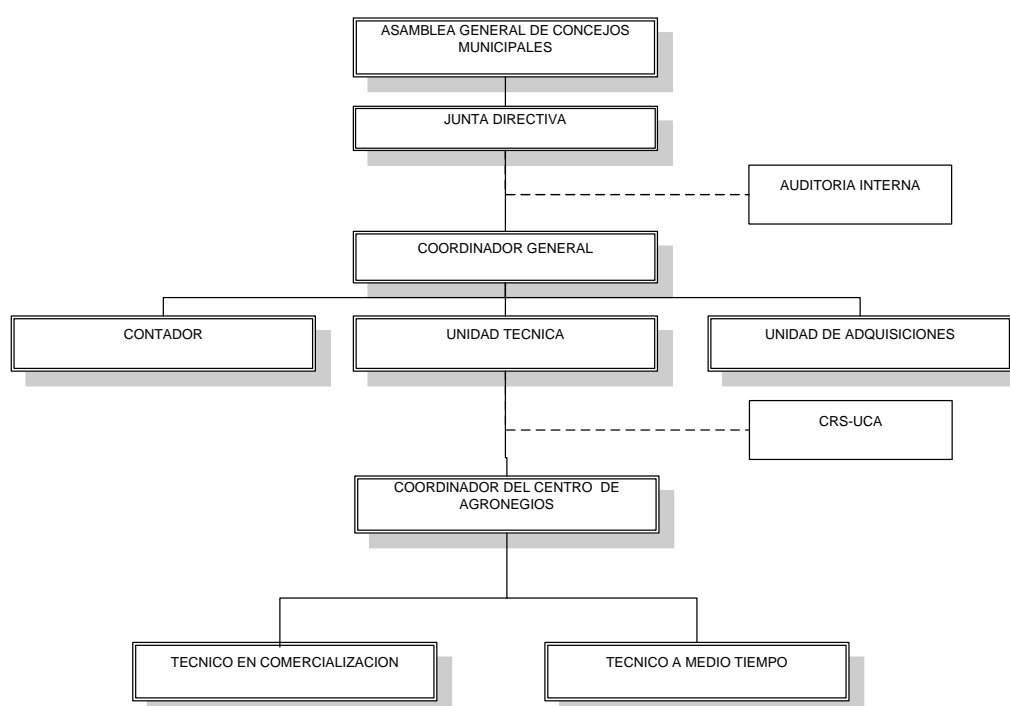 ASAMBLEA GENERAL DE CONCEJOS
MUNICIPALES
JUNTA DIRECTIVA
AUDITORIA INTERNA
COORDINADOR GENERAL
CONTADOR
UNIDAD TECNICA
UNIDAD DE ADQUISICIONES
CRS-UCA
COORDINADOR DEL CENTRO DE
AGRONEGIOS
TECNICO EN COMERCIALIZACION
TECNICO A MEDIO TIEMPO